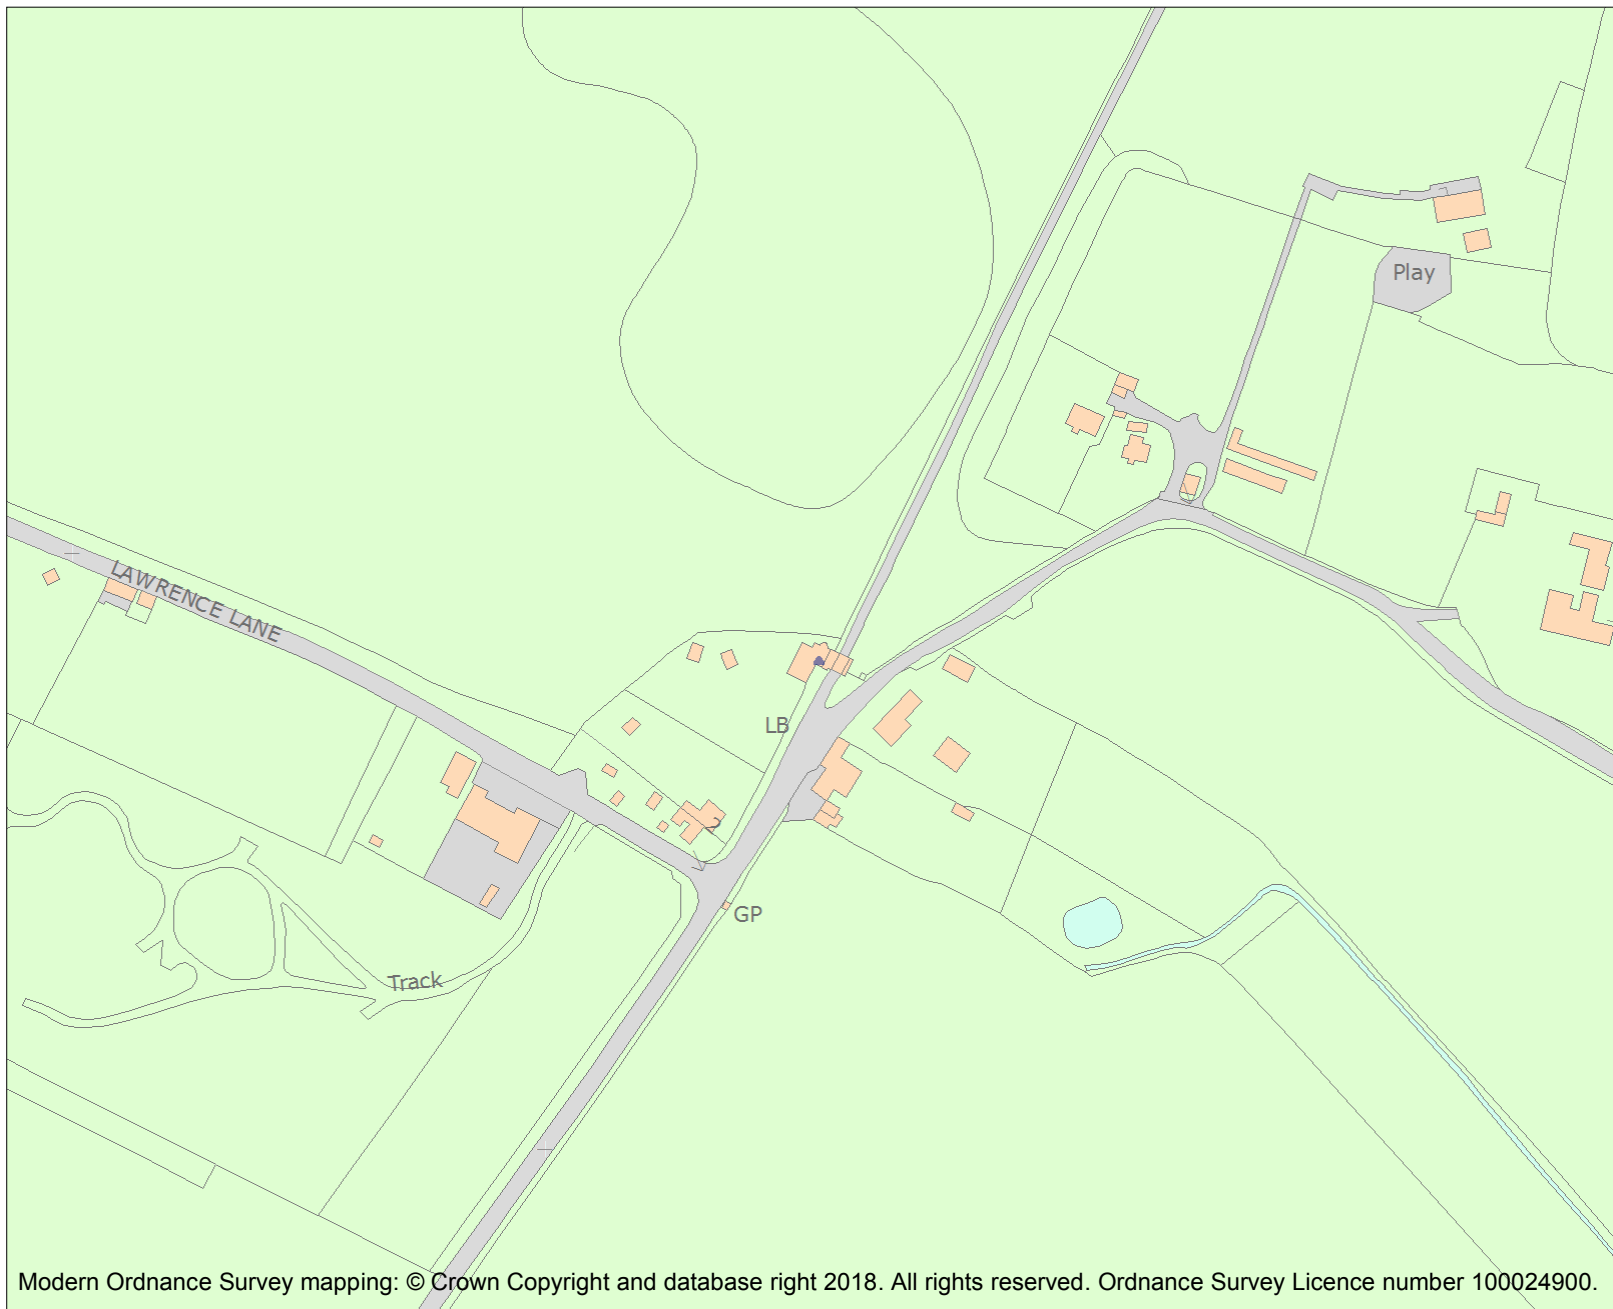 Play
LAWRENCE LANE
LB
2
GP
Track
Modern Ordnance Survey mapping: © Crown Copyright and database right 2018. All rights reserved. Ordnance Survey Licence number 100024900.